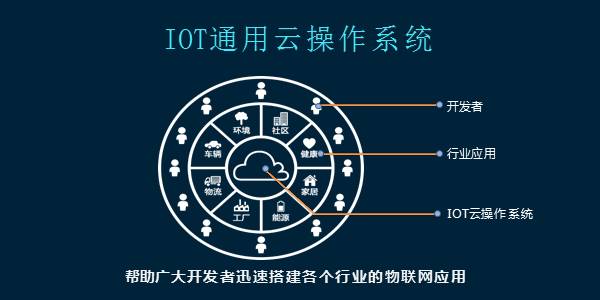 IOT通用云操作系统
开发者
环境
社区
车辆
健康
行业应用
物流
家居
工厂
能源
IOT云操作系统
帮助广大开发者迅速搭建各个行业的物联网应用